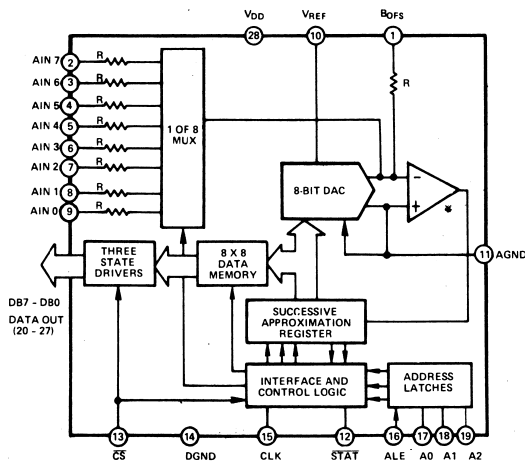 VDD VREF BOFS
28 10 1
AIN 7 2 R
AIN 6 3 R
AIN 5 4 R
AIN 4 5 R
AIN 3 6 R
AIN 2 7 R
AIN 1 8 R
AIN 0 9 R
1 OF 8
MUX
R
8-BIT DAC
−
+
*
11 AGND
THREE
STATE
DRIVERS
8 X 8
DATA
MEMORY
DB7 - DB0
DATA OUT
(20 - 27)
SUCCESSIVE
APPROXIMATION
REGISTER
INTERFACE AND
CONTROL LOGIC
ADDRESS
LATCHES
13 14 15 12 16 17 18 19
CS DGND CLK STAT ALE A0 A1 A2